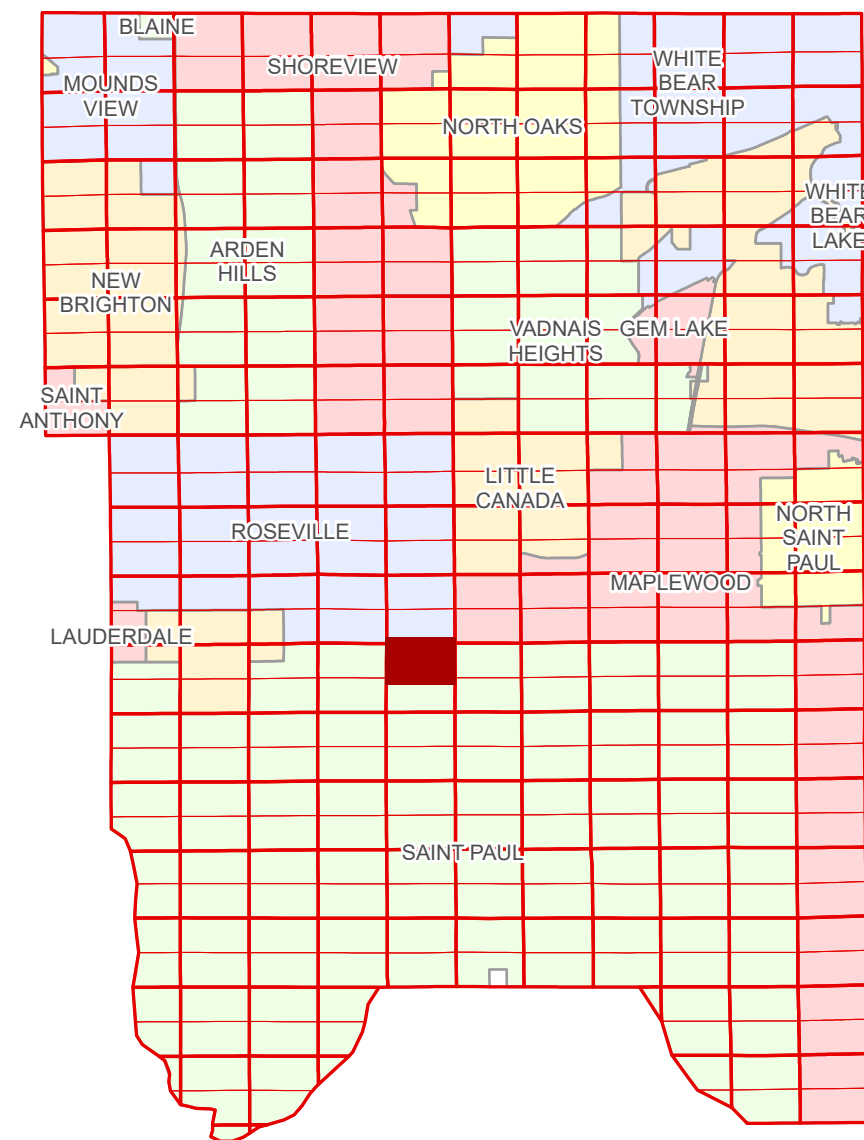 BLAINE
SHOREVIEW
WHITE
BEAR
TOWNSHIP
MOUNDS
VIEW
NORTH OAKS
WHITE
BEAR
LAKE
ARDEN
HILLS
NEW
BRIGHTON
VADNAIS
HEIGHTS
GEM LAKE
SAINT
ANTHONY
LITTLE
CANADA
ROSEVILLE
NORTH
SAINT
PAUL
MAPLEWOOD
LAUDERDALE
SAINT PAUL